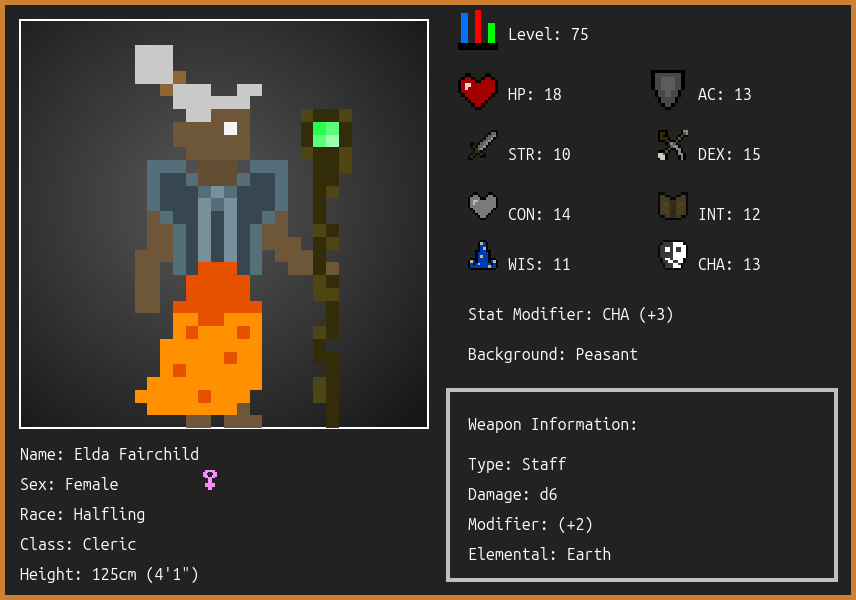 Level: 75
HP: 18
AC: 13
STR: 10
DEX: 15
CON: 14
INT: 12
WIS: 11
CHA: 13
Stat Modifier: CHA (+3)
Background: Peasant
Weapon Information:
Type: Staff
Damage: d6
Modifier: (+2)
Elemental: Earth
Name: Elda Fairchild
Sex: Female
Race: Halfling
Class: Cleric
Height: 125cm (4'1")